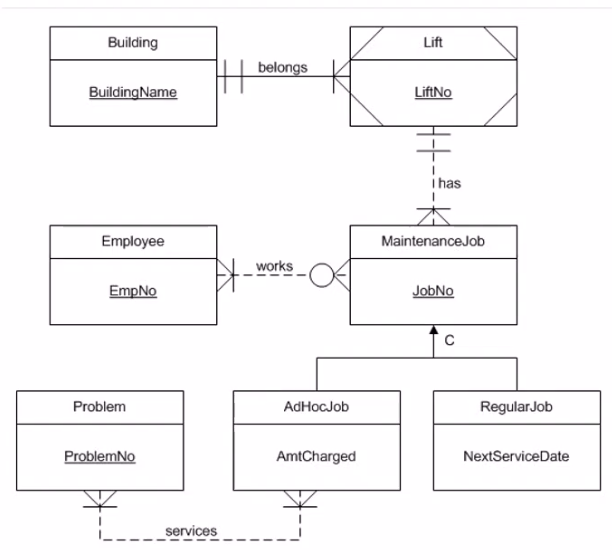 Building
Lift
belongs
BuildingName
LiftNo
has
Employee
MaintenanceJob
works
EmpNo
JobNo
C
Problem
AdHocJob
RegularJob
ProblemNo
AmtCharged
NextServiceDate
services